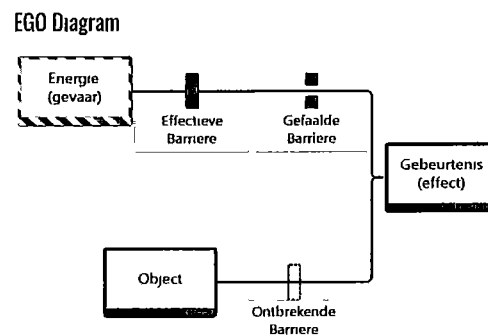 EGO Diagram
Energie
(gevaar)
Effectieve
Barriere
Gefaalde
Barriere
Gebeurtenis
(effect)
Object
Ontbrekende
Barriere